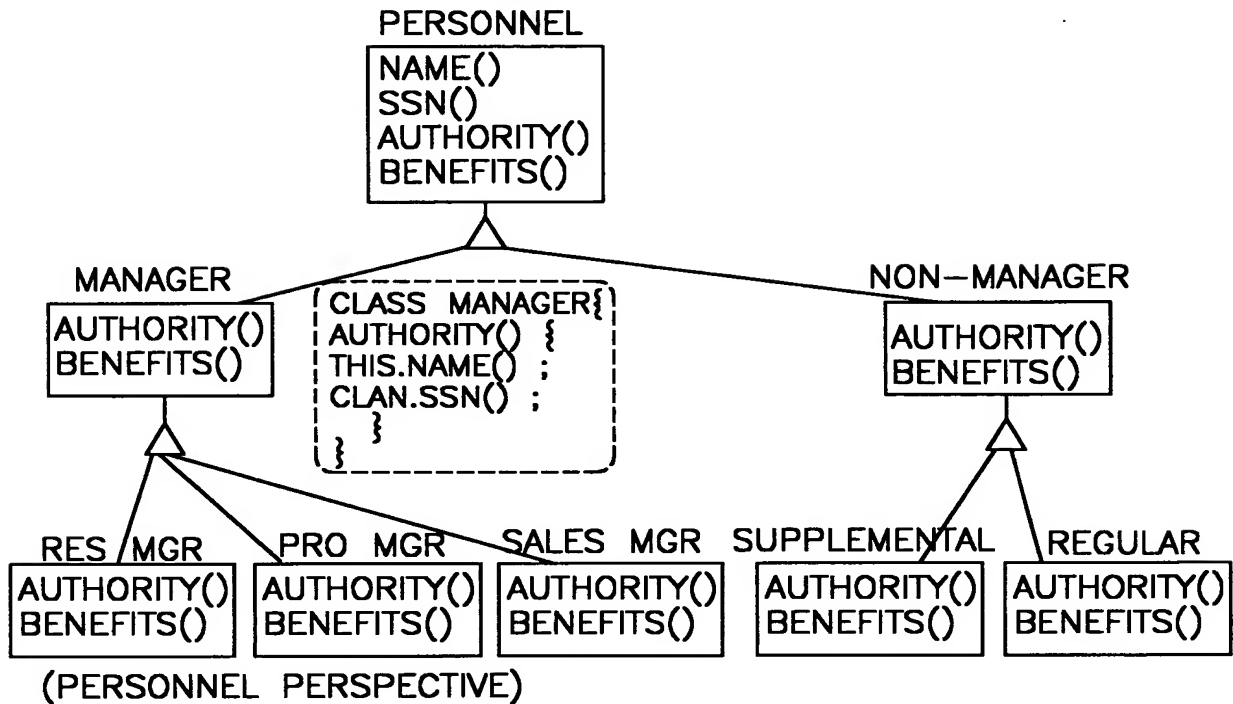 PERSONNEL
NAME()
SSN()
AUTHORITY()
BENEFITS()
MANAGER
AUTHORITY()
BENEFITS()
CLASS MANAGER{
AUTHORITY() {
THIS.NAME() ;
CLAN.SSN() ;
}
}
NON-MANAGER
AUTHORITY()
BENEFITS()
RES MGR
AUTHORITY()
BENEFITS()
PRO MGR
AUTHORITY()
BENEFITS()
SALES MGR
AUTHORITY()
BENEFITS()
SUPPLEMENTAL
AUTHORITY()
BENEFITS()
REGULAR
AUTHORITY()
BENEFITS()
(PERSONNEL PERSPECTIVE)